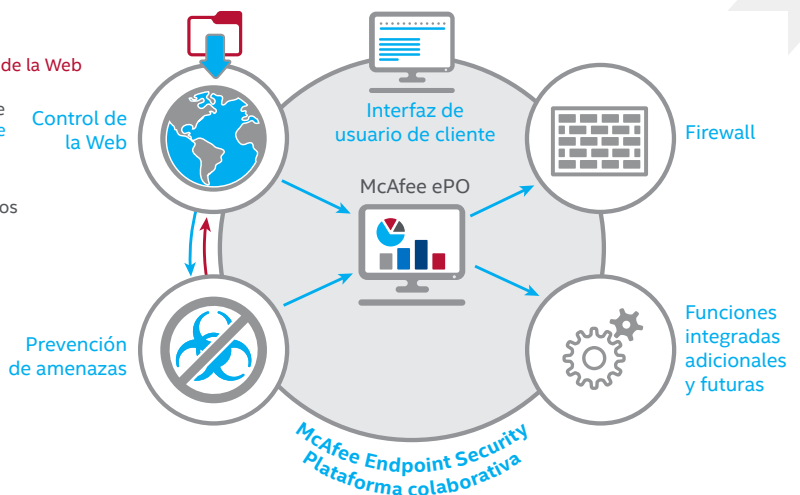 de la Web
e
e
os
Control de
la Web
Interfaz de
usuario de cliente
Firewall
McAfee ePO
Prevención
de amenazas
Funciones
integradas
adicionales
y futuras
McAfee Endpoint Security
Plataforma colaborativa